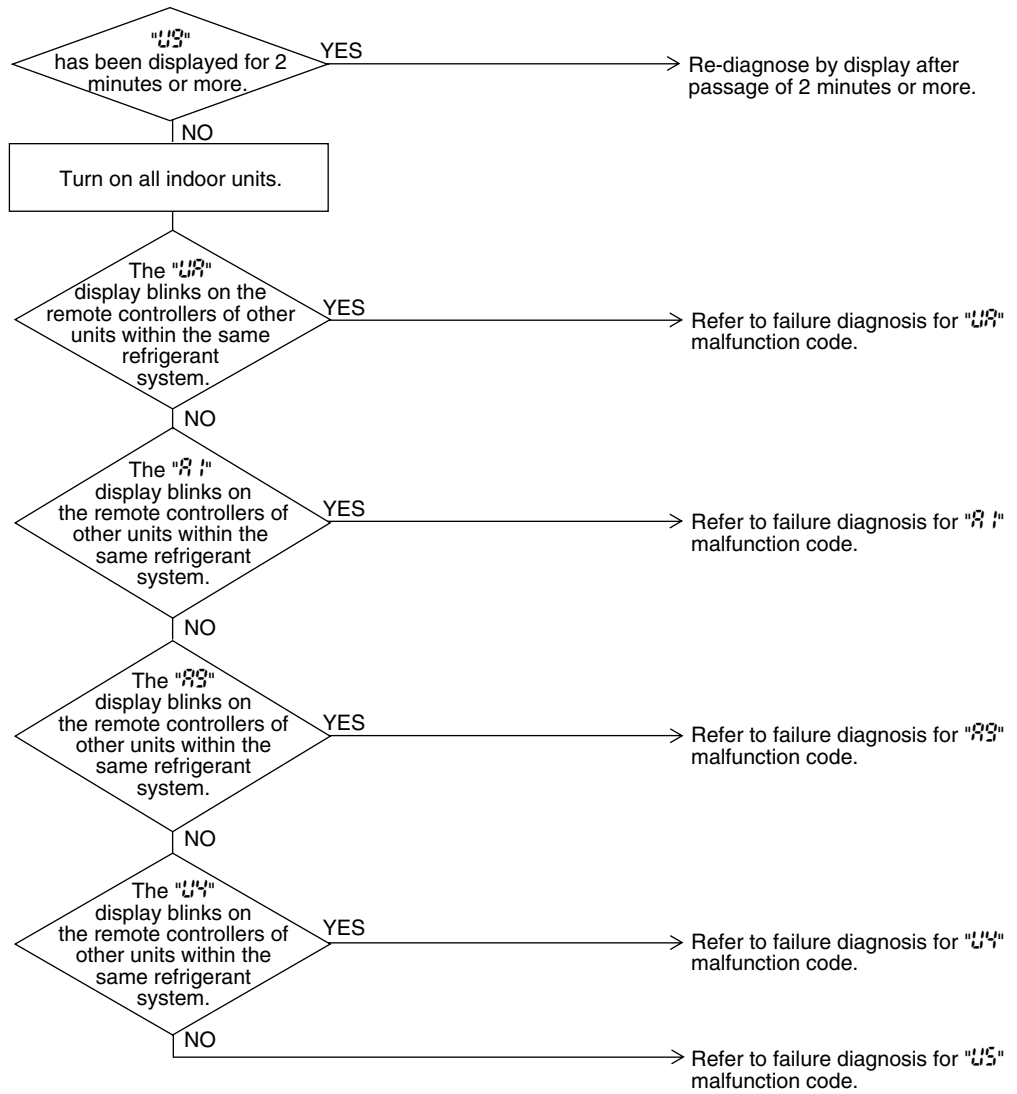 "U9"
has been displayed for 2
minutes or more.
YES
Re-diagnose by display after
passage of 2 minutes or more.
NO
Turn on all indoor units.
The "UA"
display blinks on the
remote controllers of other
units within the same
refrigerant
system.
YES
Refer to failure diagnosis for "UA"
malfunction code.
NO
The "A1"
display blinks on
the remote controllers of
other units within the
same refrigerant
system.
YES
Refer to failure diagnosis for "A1"
malfunction code.
NO
The "A9"
display blinks on
the remote controllers of
other units within the
same refrigerant
system.
YES
Refer to failure diagnosis for "A9"
malfunction code.
NO
The "U4"
display blinks on
the remote controllers of
other units within the
same refrigerant
system.
YES
Refer to failure diagnosis for "U4"
malfunction code.
NO
Refer to failure diagnosis for "U5"
malfunction code.